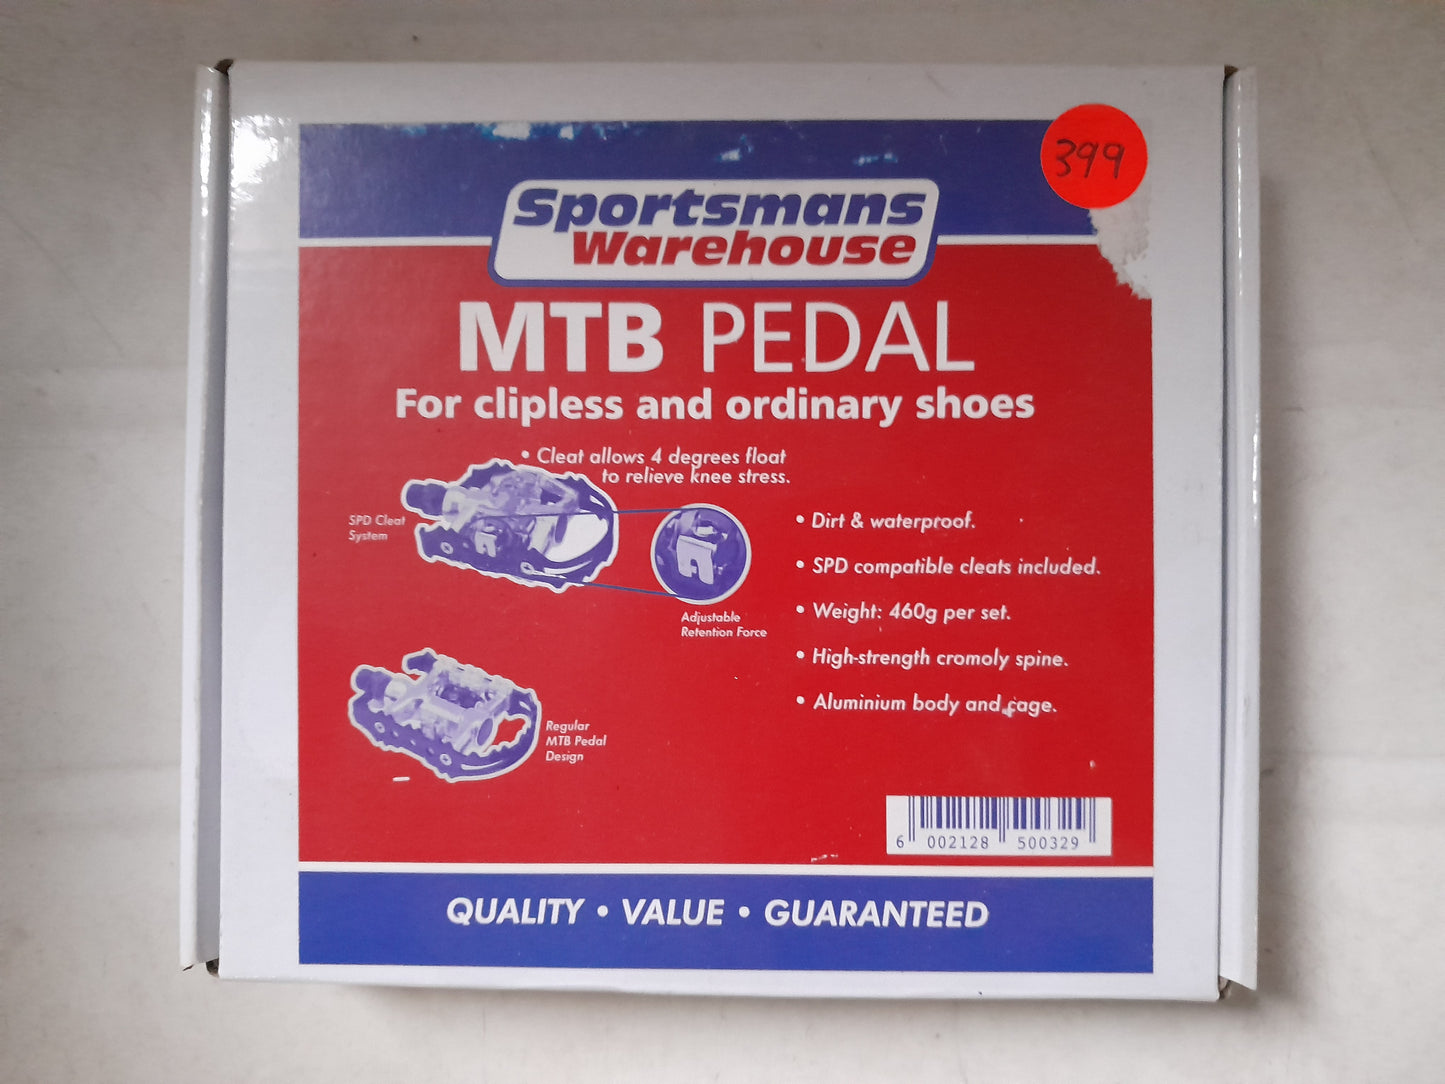 399
Sportsmans
Warehouse
MTB PEDAL
For clipless and ordinary shoes
• Cleat allows 4 degrees float
to relieve knee stress.
SPD Cleat
System
Adjustable
Retention Force
• Dirt & waterproof.
• SPD compatible cleats included.
• Weight: 460g per set.
• High-strength cromoly spine.
• Aluminium body and cage.
Regular
MTB Pedal
Design
6 002128 500329
QUALITY • VALUE • GUARANTEED